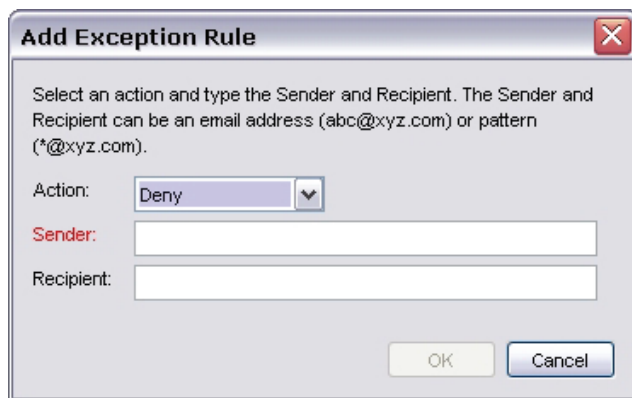 Add Exception Rule
Select an action and type the Sender and Recipient. The Sender and
Recipient can be an email address (abc@xyz.com) or pattern
(*@xyz.com).
Action: Deny
Sender:
Recipient:
OK Cancel